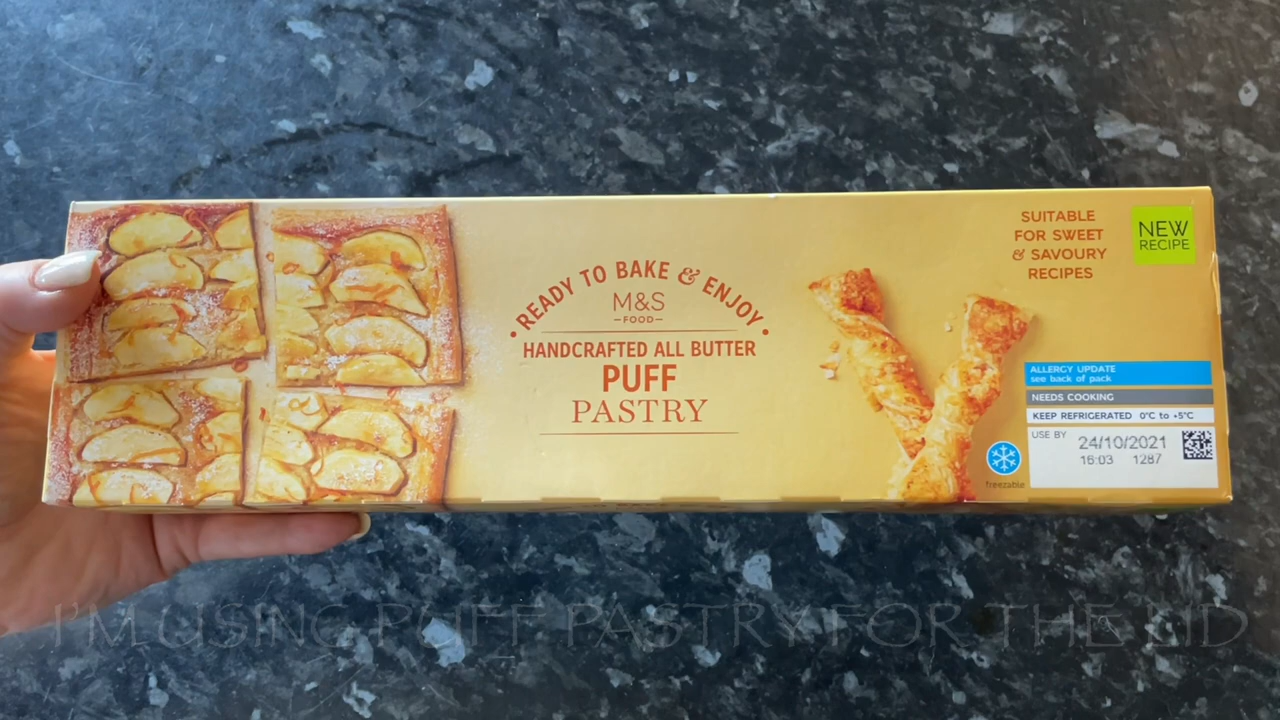 • READY TO BAKE & ENJOY •
M&S
—FOOD—
HANDCRAFTED ALL BUTTER
PUFF
PASTRY
SUITABLE
FOR SWEET
& SAVOURY
RECIPES
NEW
RECIPE
ALLERGY UPDATE
see back of pack
NEEDS COOKING
KEEP REFRIGERATED 0°C to +5°C
USE BY
24/10/2021
16:03 1287
freezable
I'M USING PUFF PASTRY FOR THE LID